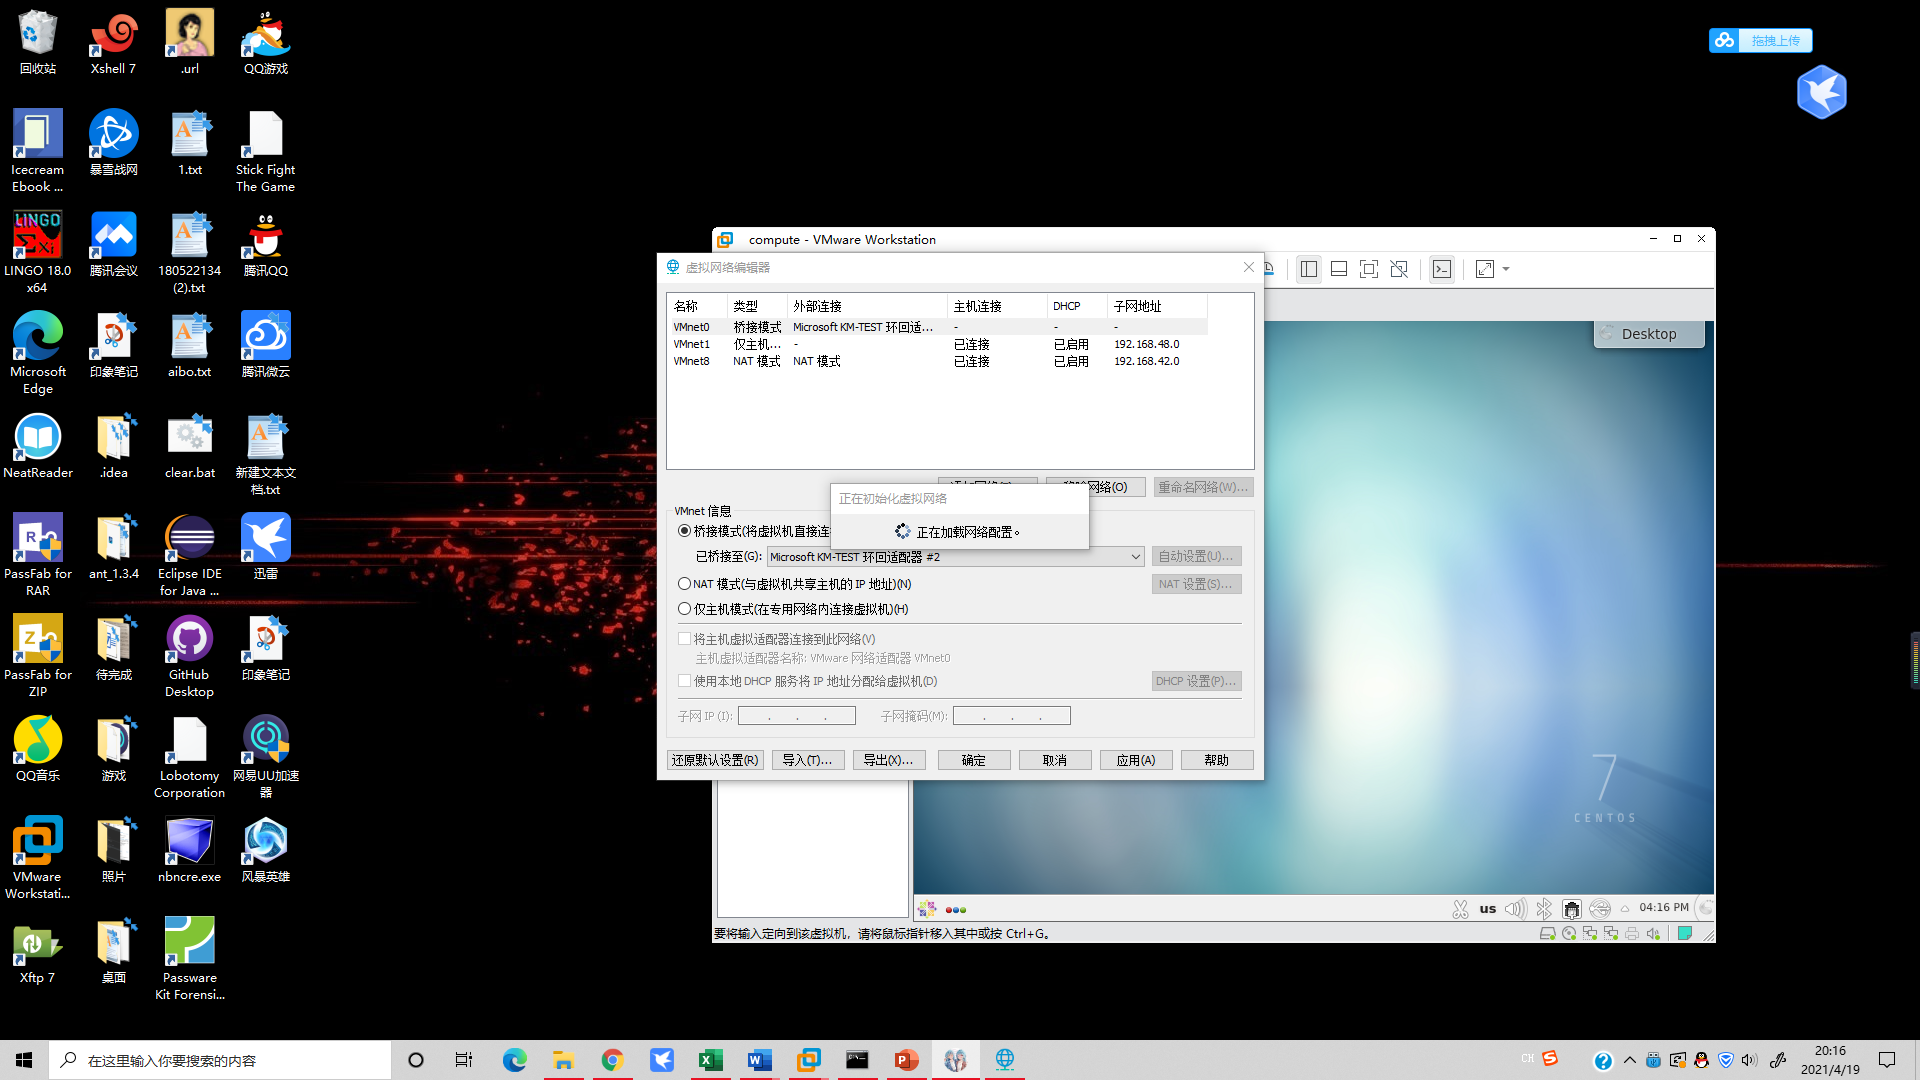 回收站
Xshell 7
.url
QQ游戏
Icecream
Ebook ...
暴雪战网
1.txt
Stick Fight
The Game
LINGO
LINGO 18.0
x64
腾讯会议
180522134
(2).txt
腾讯QQ
Microsoft
Edge
印象笔记
aibo.txt
腾讯微云
NeatReader
.idea
clear.bat
新建文本文
档.txt
PassFab for
RAR
ant_1.3.4
Eclipse IDE
for Java ...
迅雷
PassFab for
ZIP
待完成
GitHub
Desktop
印象笔记
QQ音乐
游戏
Lobotomy
Corporation
网易UU加速
器
VMware
Workstati...
照片
nbncre.exe
风暴英雄
Xftp 7
桌面
Passware
Kit Forensi...
拖拽上传
compute - VMware Workstation
虚拟网络编辑器
名称 类型 外部连接 主机连接 DHCP 子网地址
VMnet0 桥接模式 Microsoft KM-TEST 环回适... - - -
VMnet1 仅主机... - 已连接 已启用 192.168.48.0
VMnet8 NAT 模式 NAT 模式 已连接 已启用 192.168.42.0
网络(O) 重命名网络(W)...
正在初始化虚拟网络
正在加载网络配置。
VMnet 信息
桥接模式(将虚拟机直接连
已桥接至(G): Microsoft KM-TEST 环回适配器 #2 自动设置(U)...
NAT 模式(与虚拟机共享主机的 IP 地址)(N) NAT 设置(S)...
仅主机模式(在专用网络内连接虚拟机)(H)
将主机虚拟适配器连接到此网络(V)
主机虚拟适配器名称: VMware 网络适配器 VMnet0
使用本地 DHCP 服务将 IP 地址分配给虚拟机(D) DHCP 设置(P)...
子网 IP (I): . . . 子网掩码(M): . . .
还原默认设置(R) 导入(T)... 导出(X)... 确定 取消 应用(A) 帮助
Desktop
7
CENTOS
us 04:16 PM
要将输入定向到该虚拟机，请将鼠标指针移入其中或按 Ctrl+G。
在这里输入你要搜索的内容
CH
20:16
2021/4/19